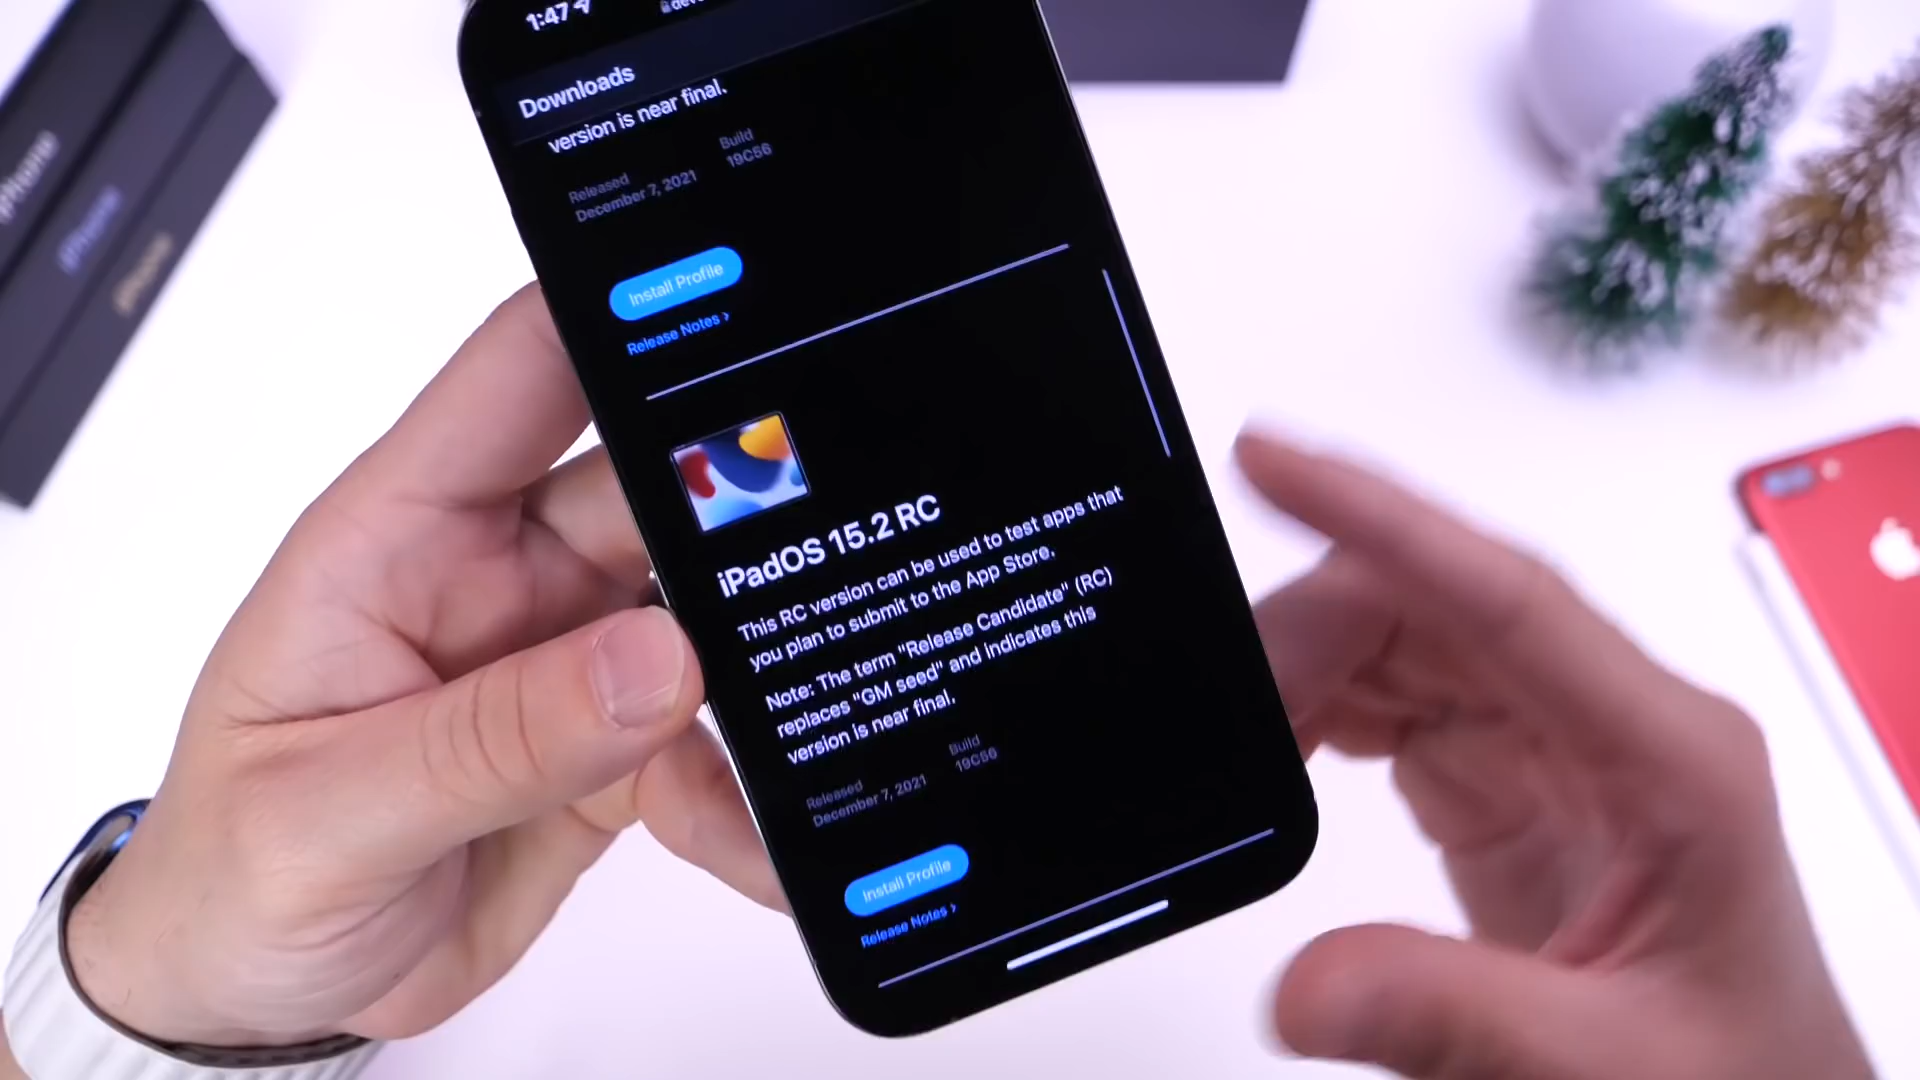 1:47
Downloads
version is near final.
Released
December 7, 2021
Build
19C56
Install Profile
Release Notes ›
iPadOS 15.2 RC
This RC version can be used to test apps that
you plan to submit to the App Store.
Note: The term "Release Candidate" (RC)
replaces "GM seed" and indicates this
version is near final.
Released
December 7, 2021
Build
19C56
Install Profile
Release Notes ›
iPhone
iPhone
iPhone